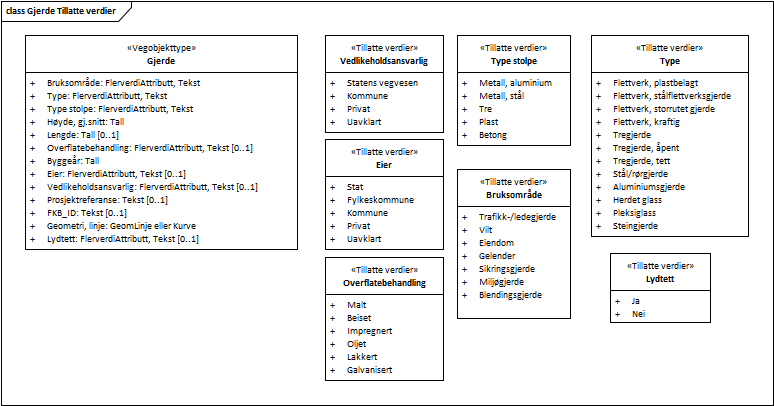 class Gjerde Tillatte verdier
«Vegobjekttype»
Gjerde
+ Bruksområde: FlerverdiAttributt, Tekst
+ Type: FlerverdiAttributt, Tekst
+ Type stolpe: FlerverdiAttributt, Tekst
+ Høyde, gj.snitt: Tall
+ Lengde: Tall [0..1]
+ Overflatebehandling: FlerverdiAttributt, Tekst [0..1]
+ Byggeår: Tall
+ Eier: FlerverdiAttributt, Tekst [0..1]
+ Vedlikeholdsansvarlig: FlerverdiAttributt, Tekst [0..1]
+ Prosjektreferanse: Tekst [0..1]
+ FKB_ID: Tekst [0..1]
+ Geometri, linje: GeomLinje eller Kurve
+ Lydtett: FlerverdiAttributt, Tekst [0..1]
«Tillatte verdier»
Vedlikeholdsansvarlig
+ Statens vegvesen
+ Kommune
+ Privat
+ Uavklart
«Tillatte verdier»
Eier
+ Stat
+ Fylkeskommune
+ Kommune
+ Privat
+ Uavklart
«Tillatte verdier»
Overflatebehandling
+ Malt
+ Beiset
+ Impregnert
+ Oljet
+ Lakkert
+ Galvanisert
«Tillatte verdier»
Type stolpe
+ Metall, aluminium
+ Metall, stål
+ Tre
+ Plast
+ Betong
«Tillatte verdier»
Bruksområde
+ Trafikk-/ledegjerde
+ Vilt
+ Eiendom
+ Gelender
+ Sikringsgjerde
+ Miljøgjerde
+ Blendingsgjerde
«Tillatte verdier»
Type
+ Flettverk, plastbelagt
+ Flettverk, stålflettverksgjerde
+ Flettverk, storrutet gjerde
+ Flettverk, kraftig
+ Tregjerde
+ Tregjerde, åpent
+ Tregjerde, tett
+ Stål/rørgjerde
+ Aluminiumsgjerde
+ Herdet glass
+ Pleksiglass
+ Steingjerde
«Tillatte verdier»
Lydtett
+ Ja
+ Nei